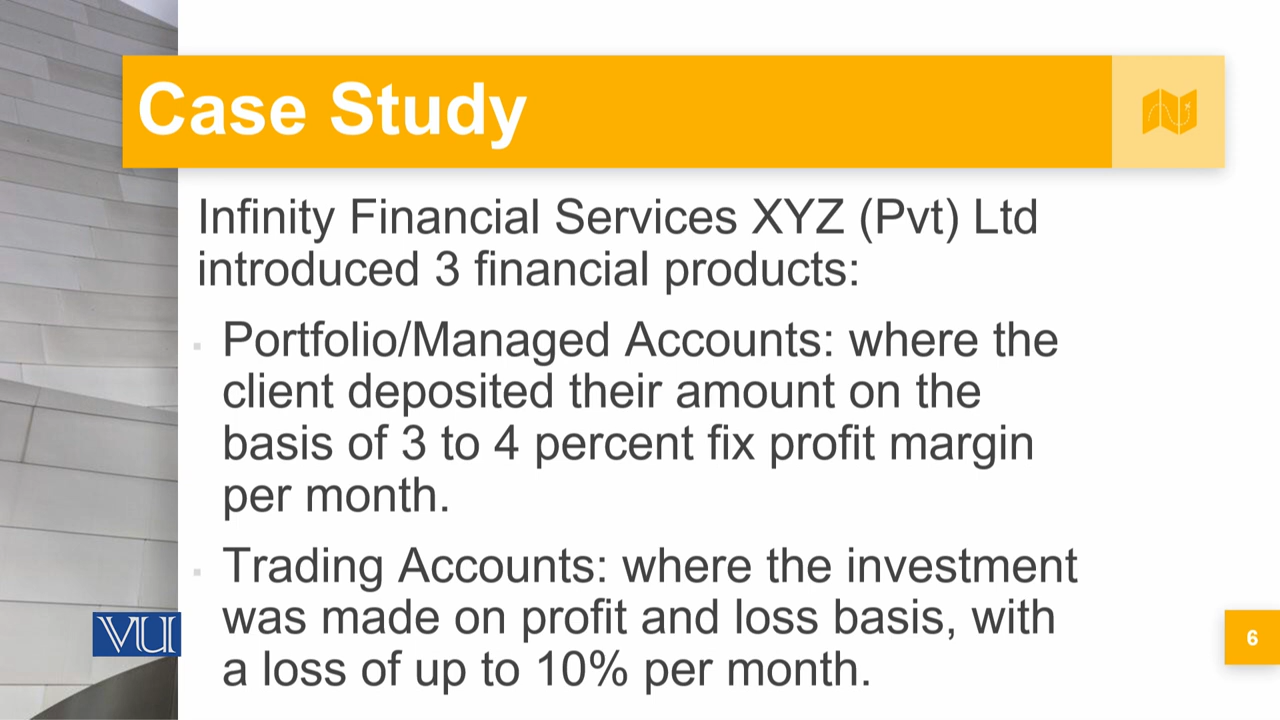 Case Study
Infinity Financial Services XYZ (Pvt) Ltd
introduced 3 financial products:
Portfolio/Managed Accounts: where the
client deposited their amount on the
basis of 3 to 4 percent fix profit margin
per month.
Trading Accounts: where the investment
was made on profit and loss basis, with
a loss of up to 10% per month.
VU
6